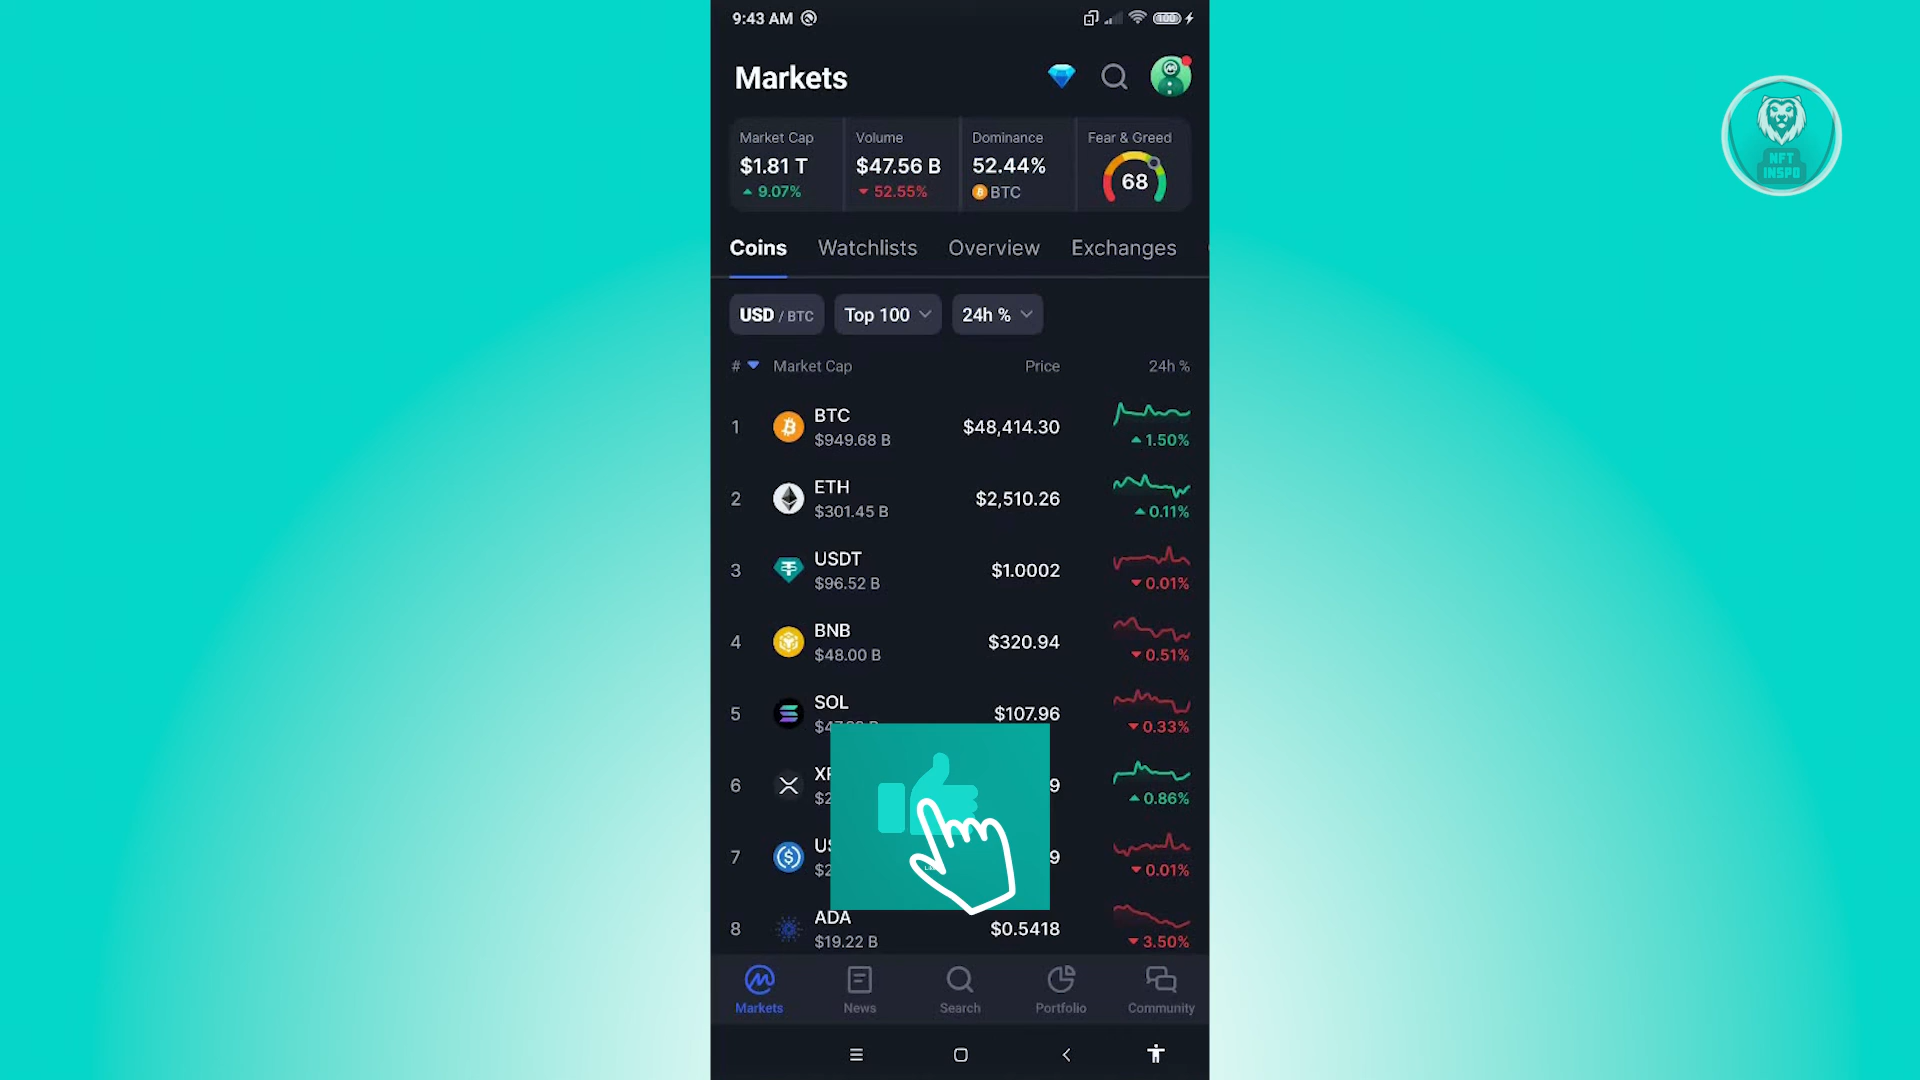 9:43 AM
100
Markets
Market Cap
$1.81 T
9.07%
Volume
$47.56 B
52.55%
Dominance
52.44%
BTC
Fear & Greed
68
NFT
INSPO
Coins Watchlists Overview Exchanges
USD / BTC Top 100 24h %
# Market Cap Price 24h %
1 BTC $48,414.30
$949.68 B 1.50%
2 ETH $2,510.26
$301.45 B 0.11%
3 USDT $1.0002
$96.52 B 0.01%
4 BNB $320.94
$48.00 B 0.51%
5 SOL $107.96
0.33%
6
0.86%
7
0.01%
8 ADA $0.5418
$19.22 B 3.50%
Markets News Search Portfolio Community